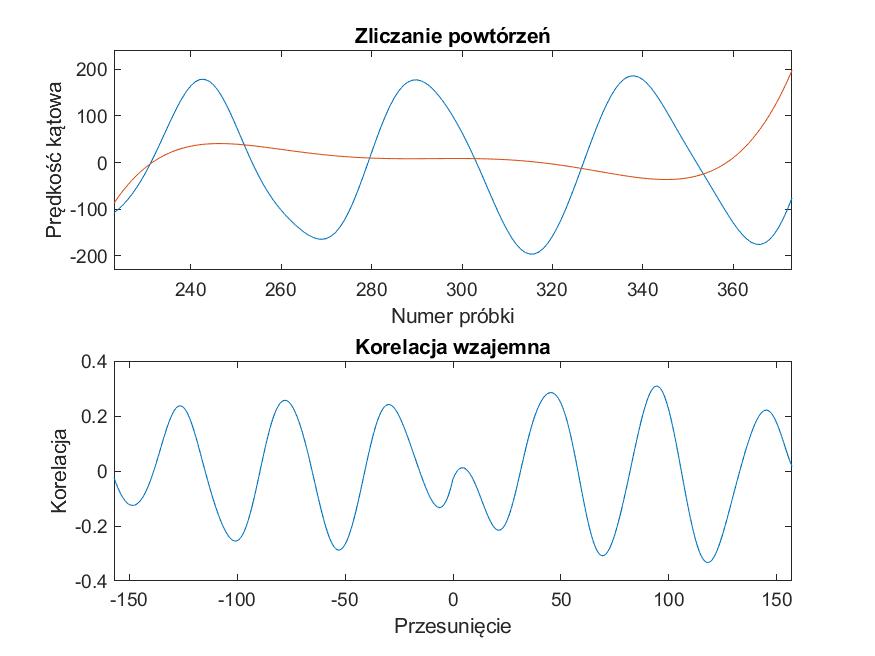 Zliczanie powtórzeń
Prędkość kątowa
200
100
0
-100
-200
240 260 280 300 320 340 360
Numer próbki
Korelacja wzajemna
Korelacja
0.4
0.2
0
-0.2
-0.4
-150 -100 -50 0 50 100 150
Przesunięcie